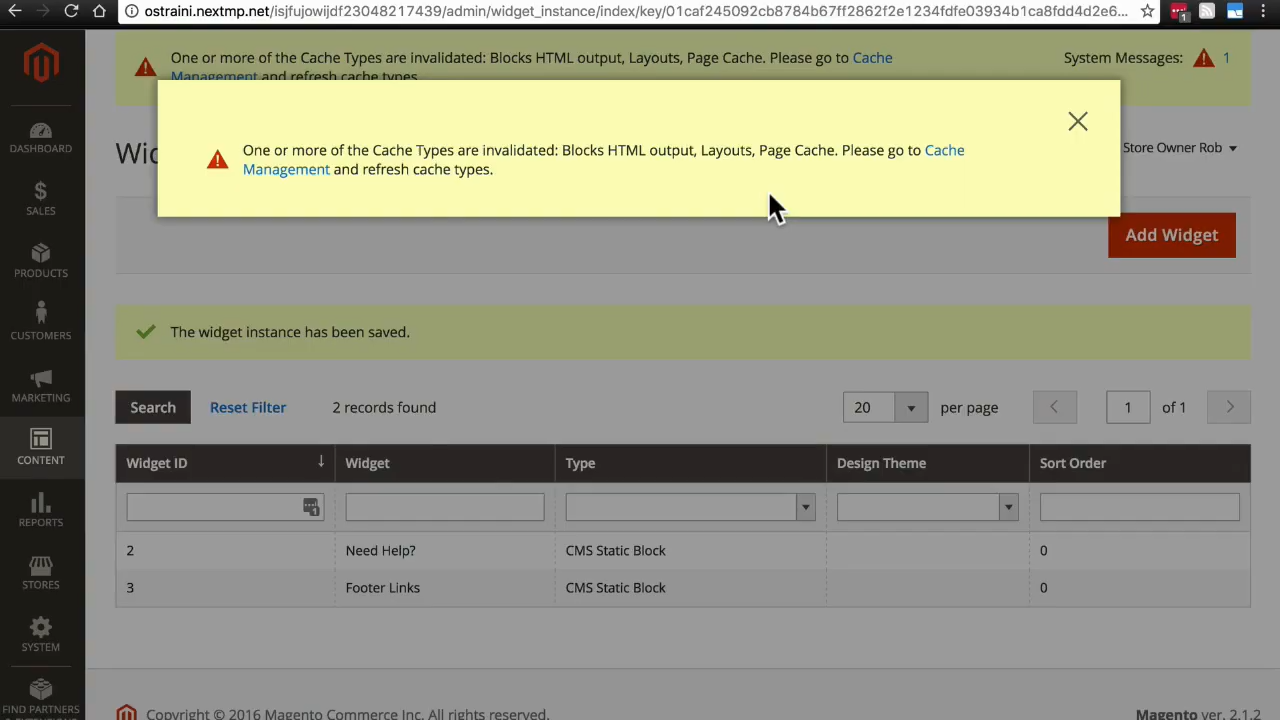 ostraini.nextmp.net/isjfujowijdf23048217439/admin/widget_instance/index/key/01caf245092cb8784b67ff2862f2e1234fdfe03934b1ca8fdd4d2e6...
1
One or more of the Cache Types are invalidated: Blocks HTML output, Layouts, Page Cache. Please go to Cache
Management and refresh cache types.
System Messages: 1
One or more of the Cache Types are invalidated: Blocks HTML output, Layouts, Page Cache. Please go to Cache
Management and refresh cache types.
Wid
Store Owner Rob
Add Widget
The widget instance has been saved.
DASHBOARD
$
SALES
PRODUCTS
CUSTOMERS
MARKETING
CONTENT
REPORTS
STORES
SYSTEM
FIND PARTNERS
Search Reset Filter 2 records found 20 per page 1 of 1
Widget ID Widget Type Design Theme Sort Order
1
2 Need Help? CMS Static Block 0
3 Footer Links CMS Static Block 0
Copyright © 2016 Magento Commerce Inc. All rights reserved.
Magento ver. 2.1.2